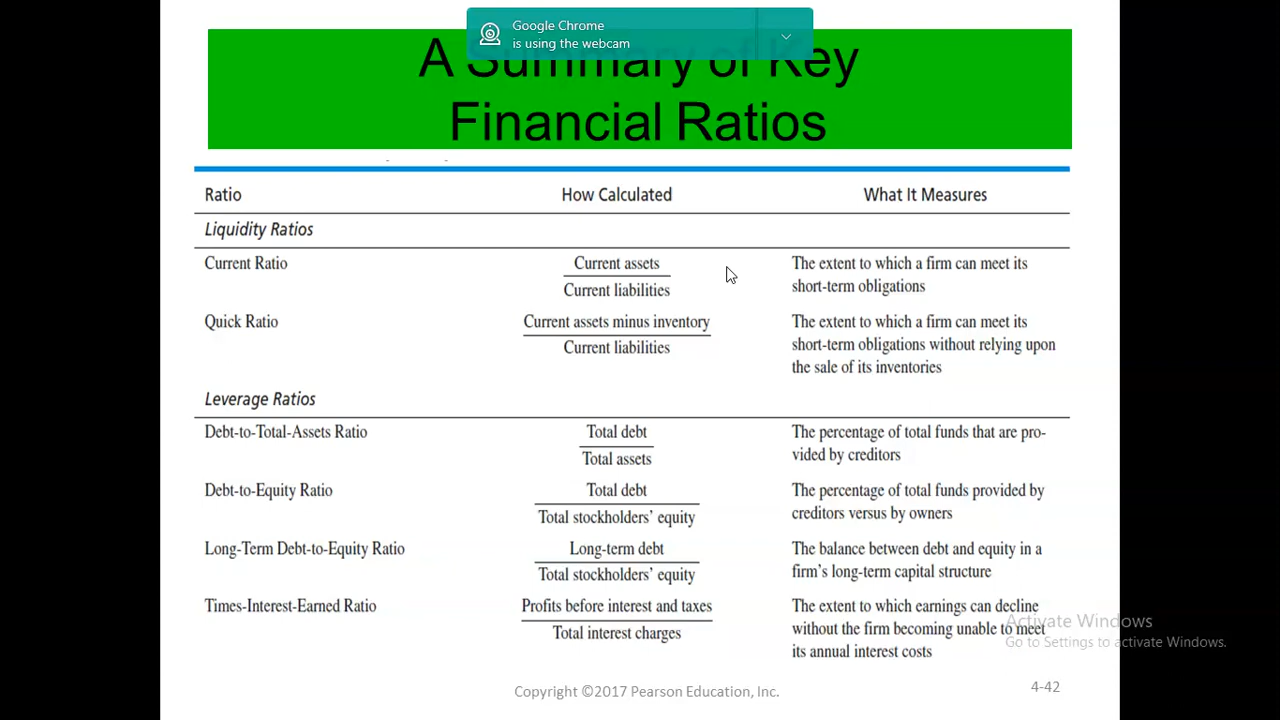 Google Chrome
is using the webcam
A Summary of Key
Financial Ratios
Ratio How Calculated What It Measures
Liquidity Ratios
Current Ratio Current assets The extent to which a firm can meet its
Current liabilities short-term obligations
Quick Ratio Current assets minus inventory The extent to which a firm can meet its
Current liabilities short-term obligations without relying upon
the sale of its inventories
Leverage Ratios
Debt-to-Total-Assets Ratio Total debt The percentage of total funds that are pro-
Total assets vided by creditors
Debt-to-Equity Ratio Total debt The percentage of total funds provided by
Total stockholders’ equity creditors versus by owners
Long-Term Debt-to-Equity Ratio Long-term debt The balance between debt and equity in a
Total stockholders’ equity firm’s long-term capital structure
Times-Interest-Earned Ratio Profits before interest and taxes The extent to which earnings can decline
Total interest charges without the firm becoming unable to meet
its annual interest costs
Activate Windows
Go to Settings to activate Windows.
Copyright ©2017 Pearson Education, Inc. 4-42